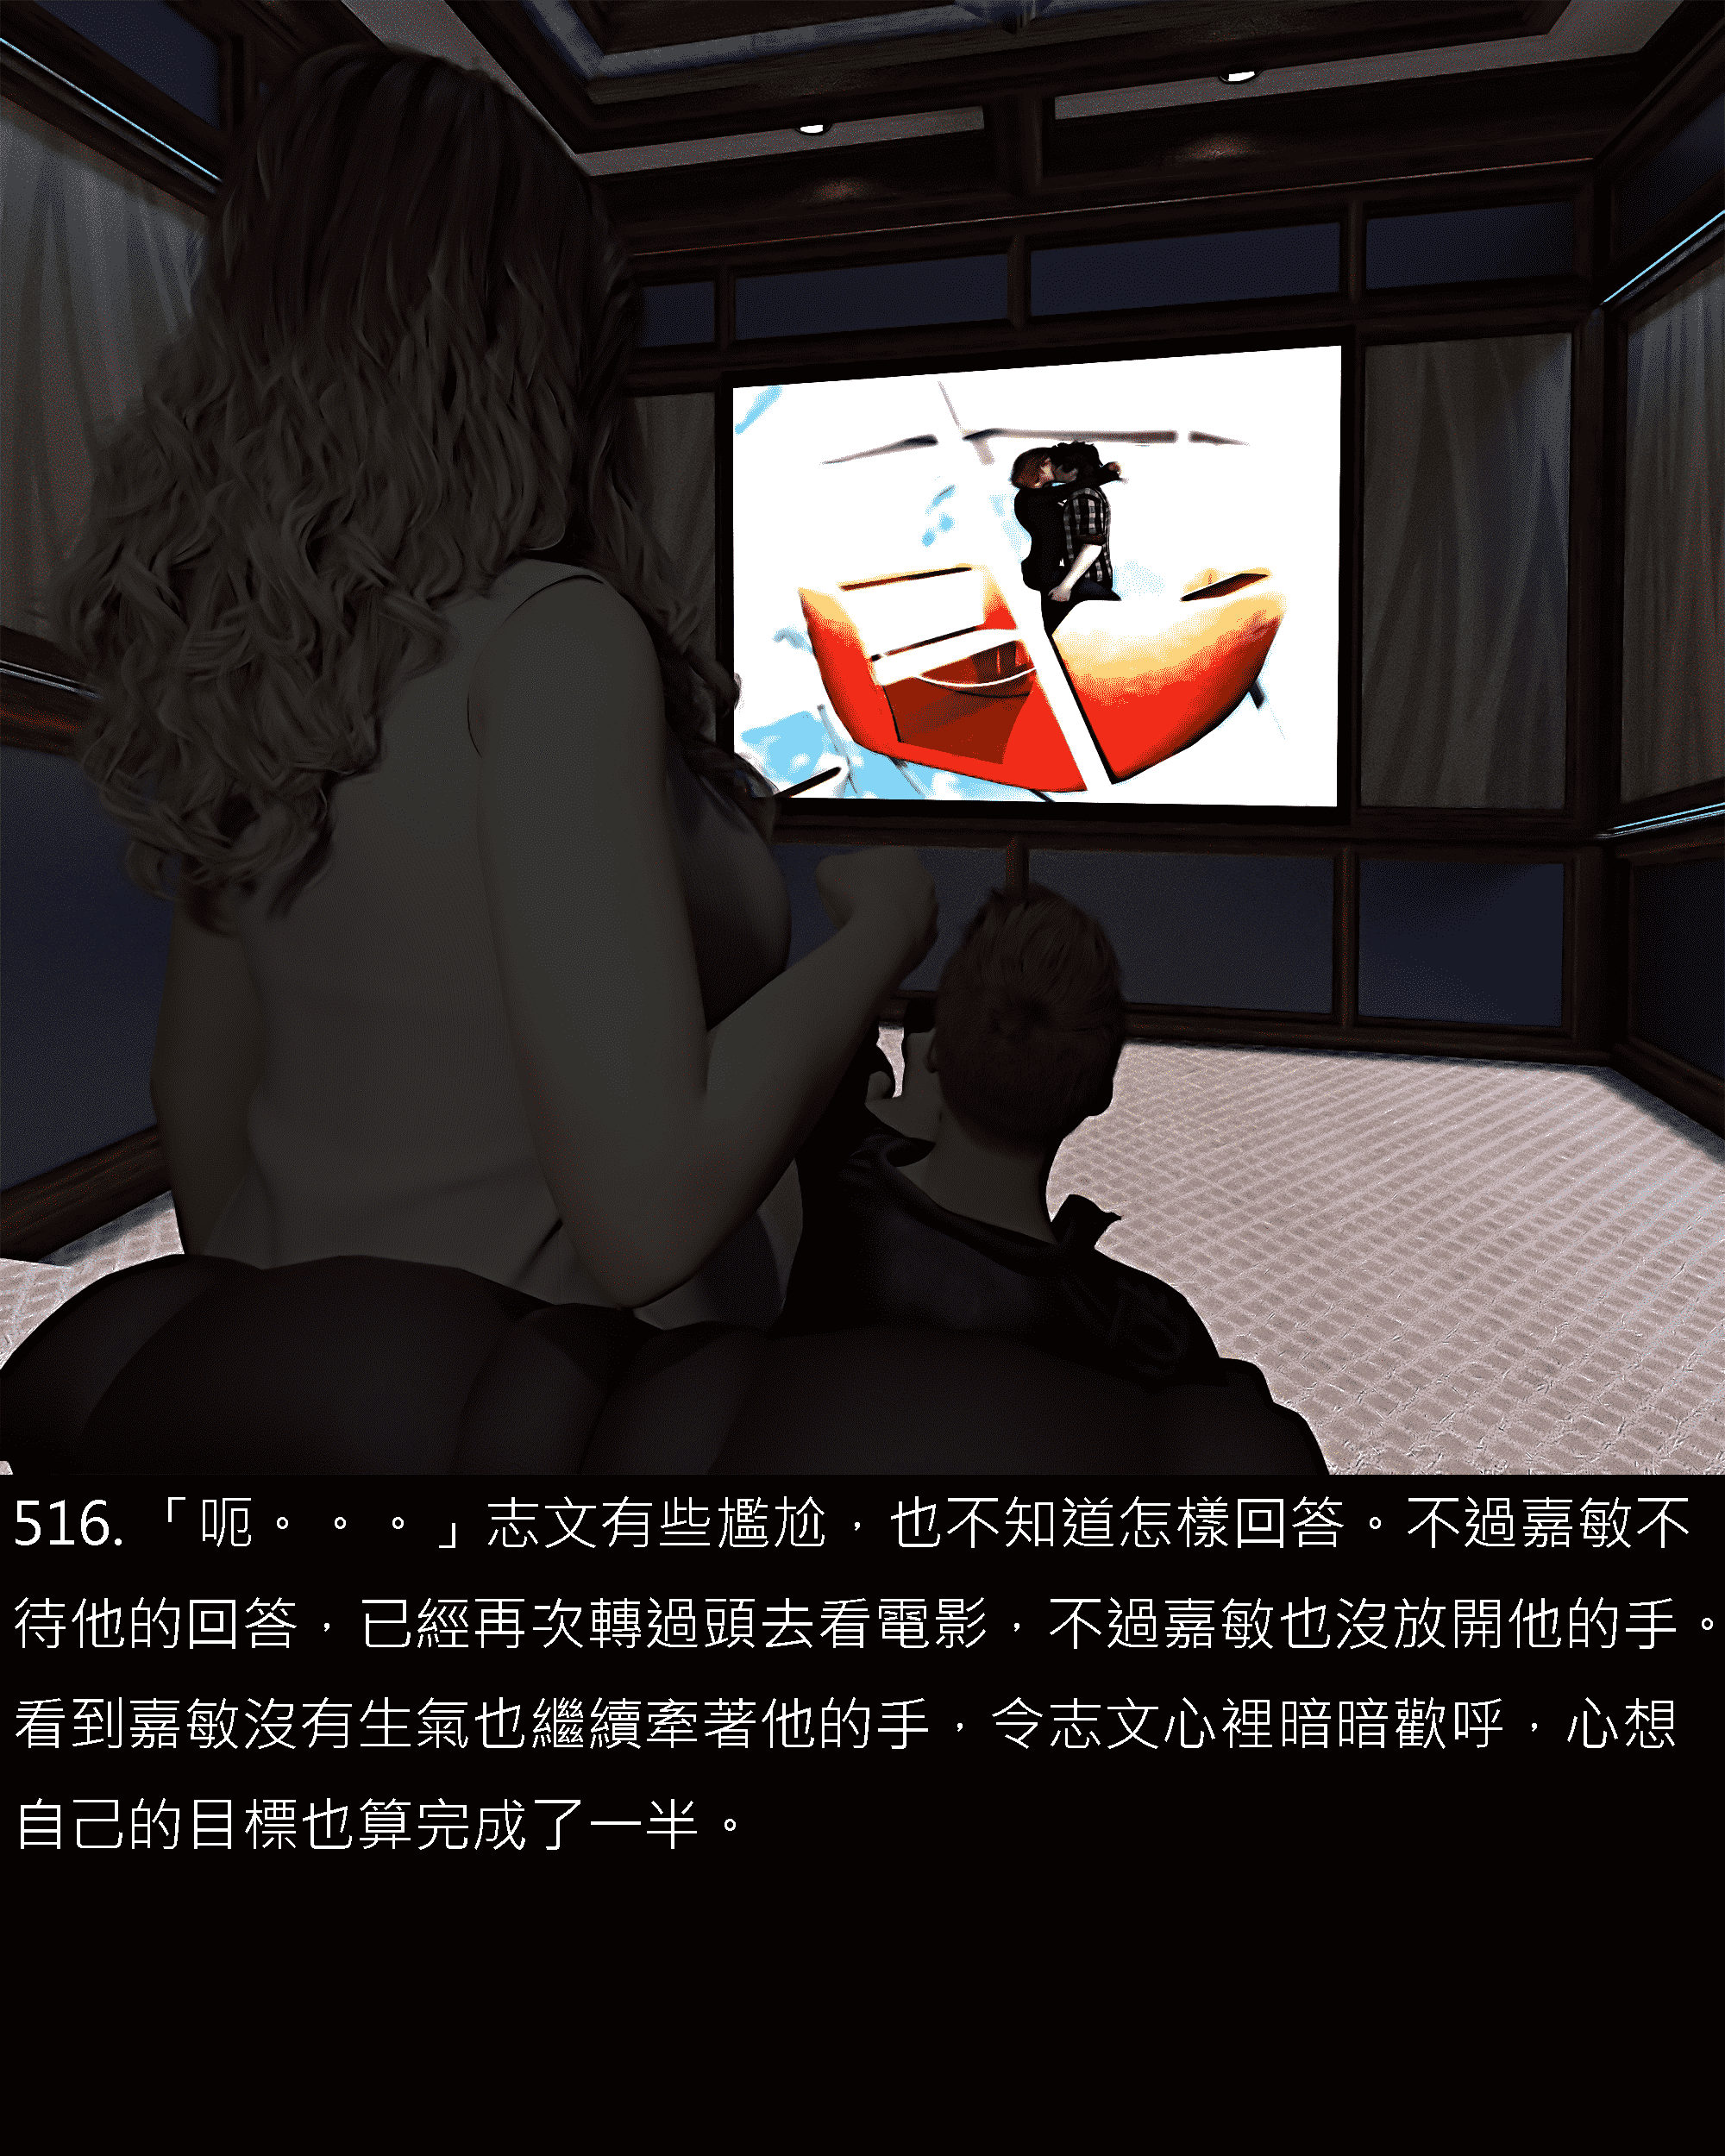 516. 「呃。。。」志文有些尷尬，也不知道怎樣回答。不過嘉敏不
待他的回答，已經再次轉過頭去看電影，不過嘉敏也沒放開他的手。
看到嘉敏沒有生氣也繼續牽著他的手，令志文心裡暗暗歡呼，心想
自己的目標也算完成了一半。